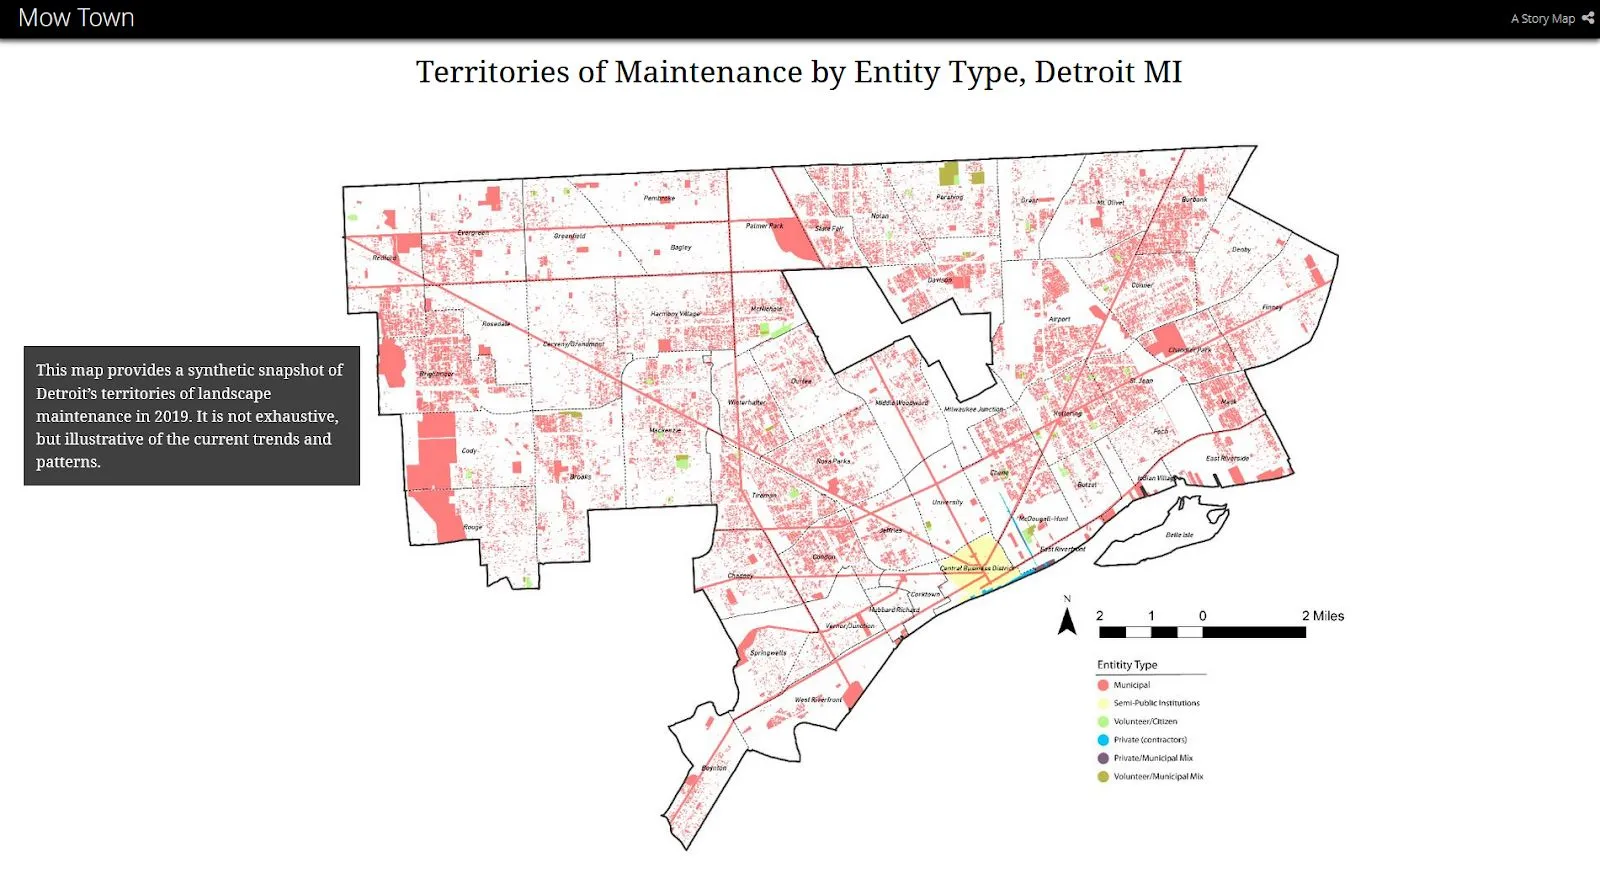 Mow Town
A Story Map
Territories of Maintenance by Entity Type, Detroit MI
This map provides a synthetic snapshot of
Detroit’s territories of landscape
maintenance in 2019. It is not exhaustive,
but illustrative of the current trends and
patterns.
Pembroke
Evergreen
Greenfield
Bagley
Palmer Park
State Fair
Nolan
Pershing
Grant
Mt. Olivet
Burbank
Denby
Redford
Davison
Conner
Finney
Rosedale
Harmony Village
McNichols
Airport
Cerveny/Grandmont
Chandler Park
Brightmoor
Durfee
St. Jean
Winterhalter
Middle Woodward
Milwaukee Junction
Kettering
Mack
Mackenzie
Foch
Cody
Rosa Parks
East Riverside
Brooks
Chene
Indian Village
Butzel
Tireman
University
Rouge
Jeffries
McDougall-Hunt
Belle Isle
Condon
East Riverfront
Chadsey
Central Business District
Corktown
Hubbard Richard
Vernor/Junction
Springwells
West Riverfront
Boynton
N
2 1 0 2 Miles
Entitity Type
Municipal
Semi-Public Institutions
Volunteer/Citizen
Private (contractors)
Private/Municipal Mix
Volunteer/Municipal Mix